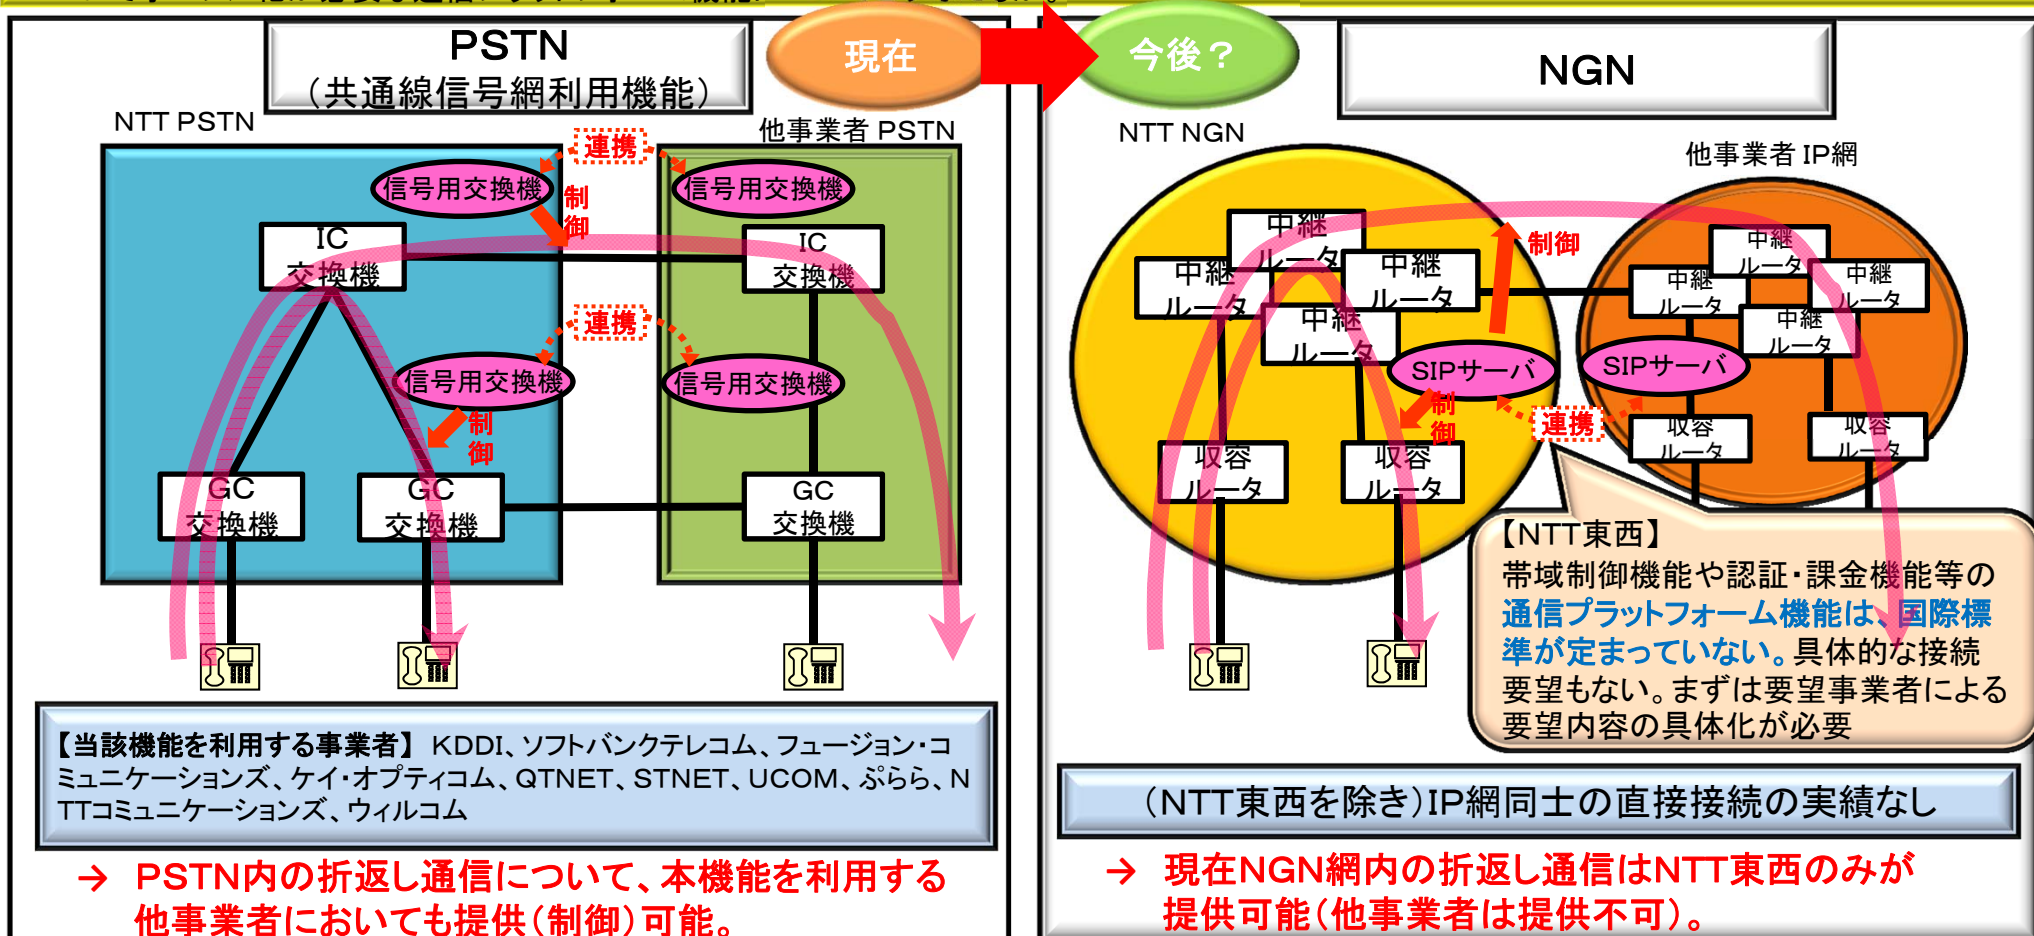 PSTN
（共通線信号網利用機能）
現在
今後？
NGN
NTT PSTN
他事業者 PSTN
連携
信号用交換機
信号用交換機
制
御
IC
交換機
IC
交換機
連携
信号用交換機
信号用交換機
制
御
GC
交換機
GC
交換機
GC
交換機
【当該機能を利用する事業者】 KDDI、ソフトバンクテレコム、フュージョン・コ
ミュニケーションズ、ケイ・オプティコム、QTNET、STNET、UCOM、ぷらら、N
TTコミュニケーションズ、ウィルコム
→ PSTN内の折返し通信について、本機能を利用する
他事業者においても提供（制御）可能。
NTT NGN
他事業者 IP網
中継
ルータ
中継
ルータ
中継
ルータ
中継
ルータ
制御
中継
ルータ
中継
ルータ
中継
ルータ
中継
ルータ
SIPサーバ
SIPサーバ
制
御
連携
収容
ルータ
収容
ルータ
収容
ルータ
収容
ルータ
【NTT東西】
帯域制御機能や認証・課金機能等の
通信プラットフォーム機能は、国際標
準が定まっていない。具体的な接続
要望もない。まずは要望事業者による
要望内容の具体化が必要
（NTT東西を除き）IP網同士の直接接続の実績なし
→ 現在NGN網内の折返し通信はNTT東西のみが
提供可能（他事業者は提供不可）。